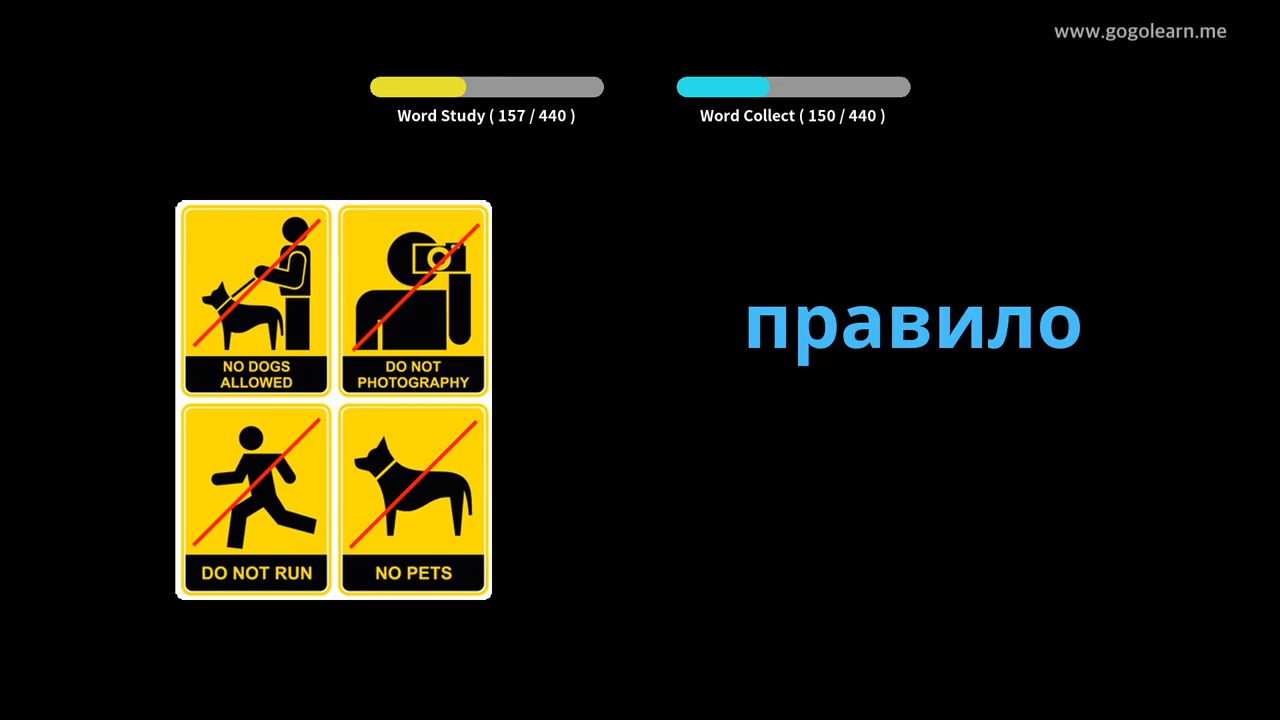 www.gogolearn.me
Word Study ( 157 / 440 )
Word Collect ( 150 / 440 )
NO DOGS
ALLOWED
DO NOT
PHOTOGRAPHY
DO NOT RUN
NO PETS
правило